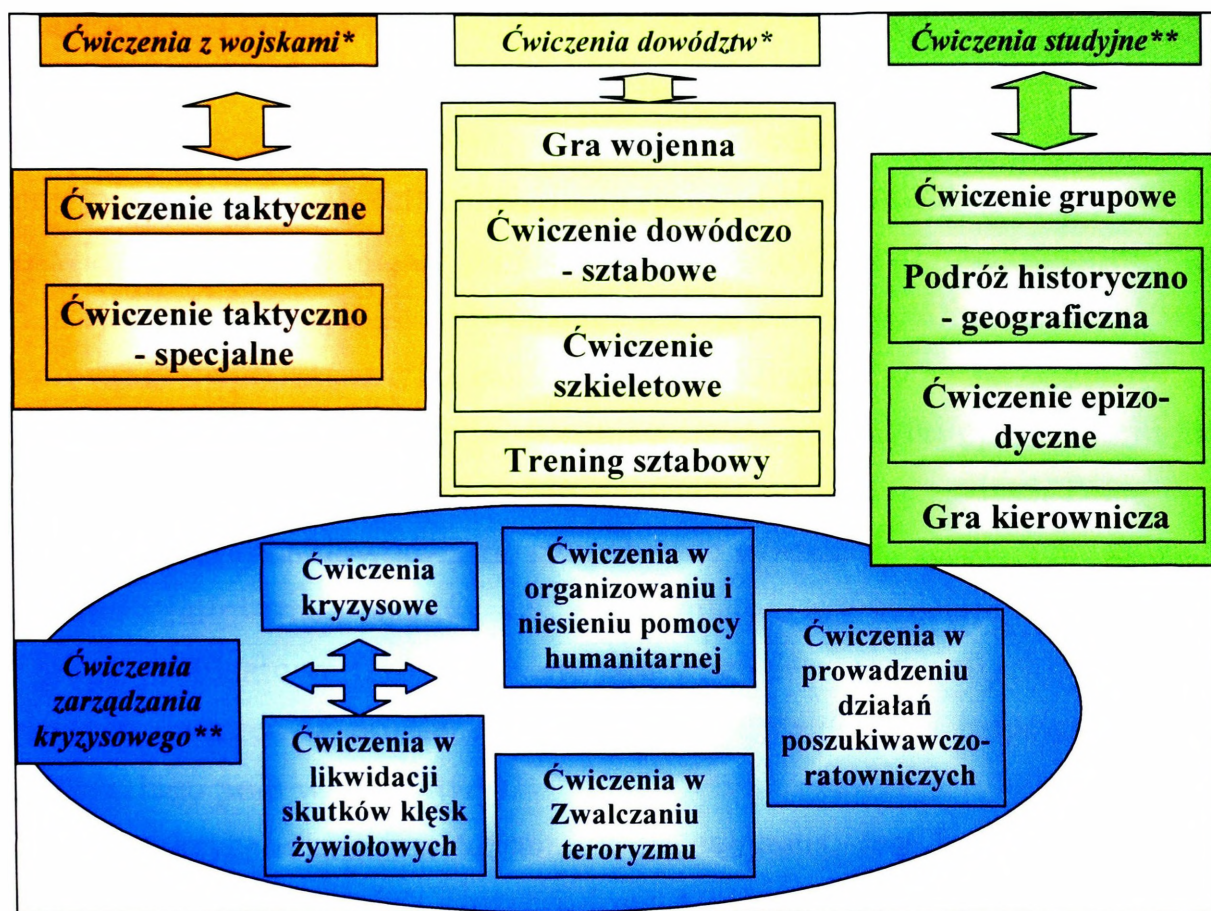 Ćwiczenia z wojskami*
Ćwiczenie taktyczne
Ćwiczenie taktyczno
- specjalne
Ćwiczenia dowództw*
Gra wojenna
Ćwiczenie dowódczo
- sztabowe
Ćwiczenie
szkieletowe
Trening sztabowy
Ćwiczenia studyjne**
Ćwiczenie grupowe
Podróż historyczno
- geograficzna
Ćwiczenie epizo-
dyczne
Gra kierownicza
Ćwiczenia
zarządzania
kryzysowego**
Ćwiczenia
kryzysowe
Ćwiczenia w
organizowaniu i
niesieniu pomocy
humanitarnej
Ćwiczenia w
prowadzeniu
działań
poszukiwawczo-
ratowniczych
Ćwiczenia w
likwidacji
skutków klęsk
żywiołowych
Ćwiczenia w
Zwalczaniu
teroryzmu